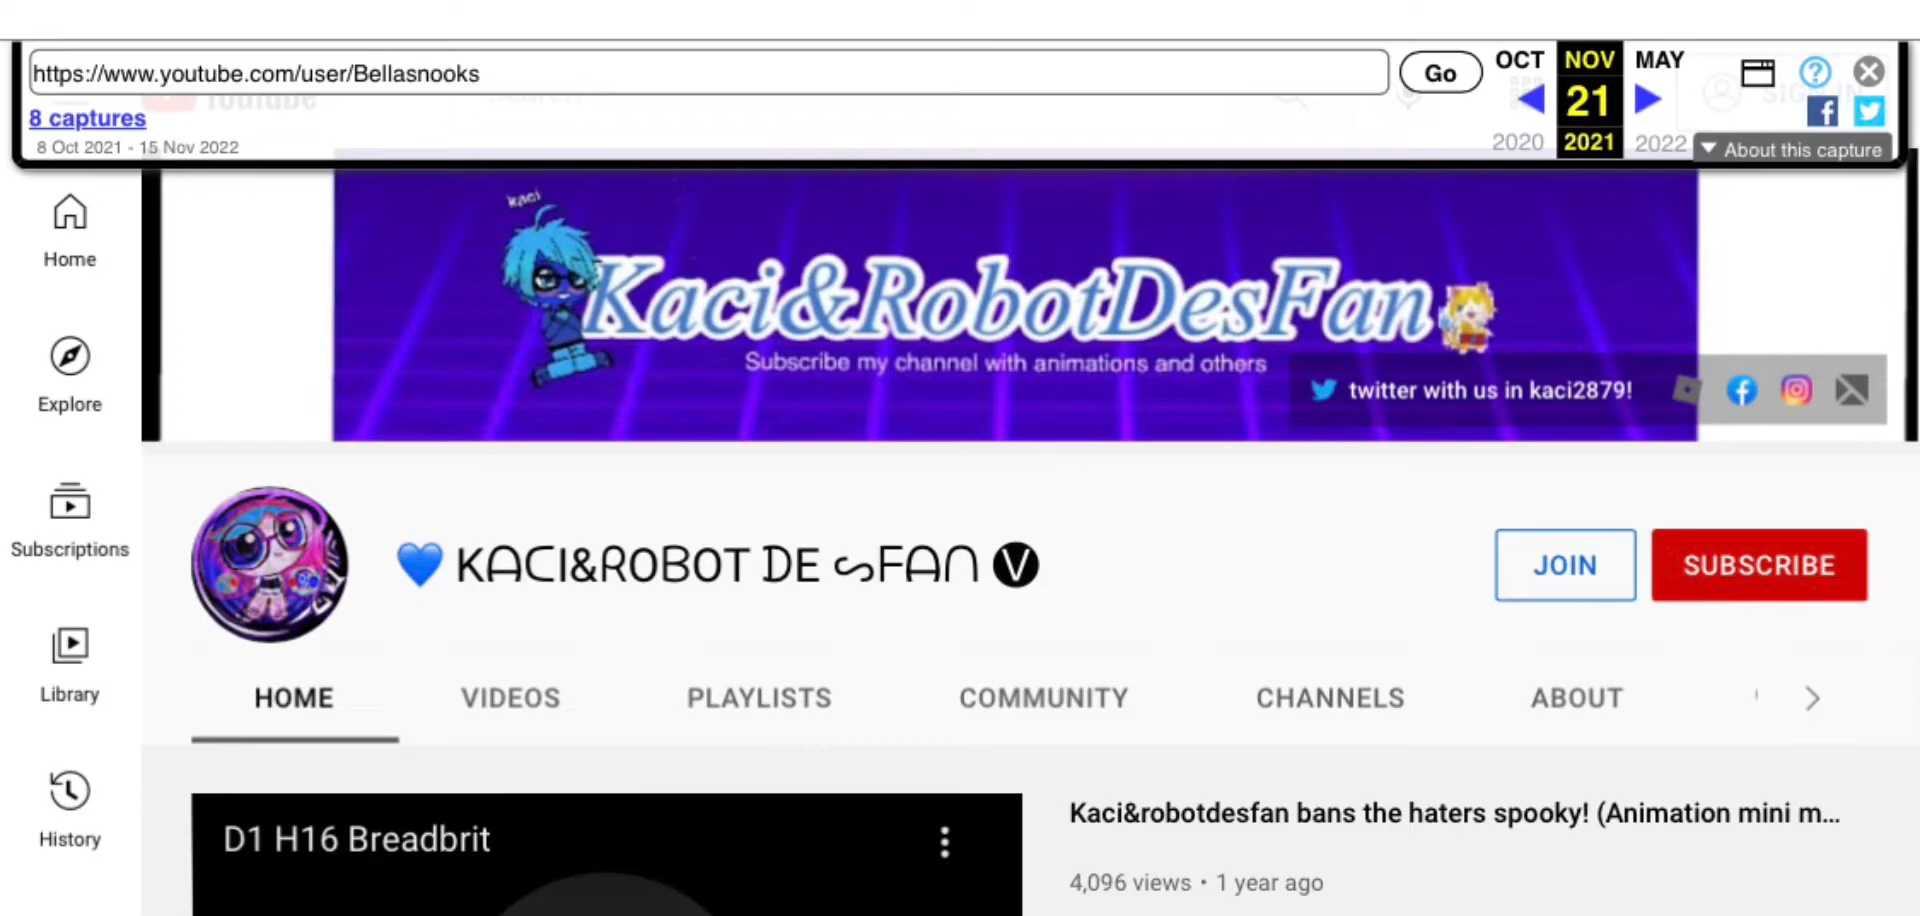 https://www.youtube.com/user/Bellasnooks
Go
OCT NOV MAY
21
2020 2021 2022
8 captures
8 Oct 2021 - 15 Nov 2022
About this capture
Home
Explore
Subscriptions
Library
History
kaci
Kaci&RobotDesFan
Subscribe my channel with animations and others
twitter with us in kaci2879!
💙 KACI&ROBOT DE ᔕFAՈ V
JOIN
SUBSCRIBE
HOME VIDEOS PLAYLISTS COMMUNITY CHANNELS ABOUT
D1 H16 Breadbrit
Kaci&robotdesfan bans the haters spooky! (Animation mini m...
4,096 views • 1 year ago